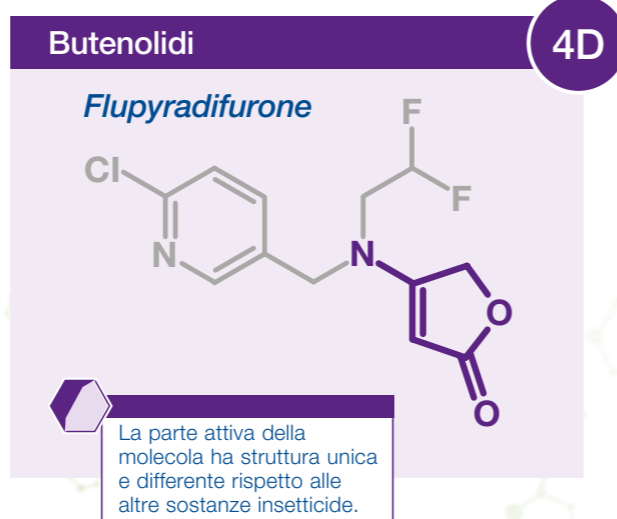 Butenolidi
4D
Flupyradifurone
F
Cl
F
N
N
O
O
La parte attiva della
molecola ha struttura unica
e differente rispetto alle
altre sostanze insetticide.